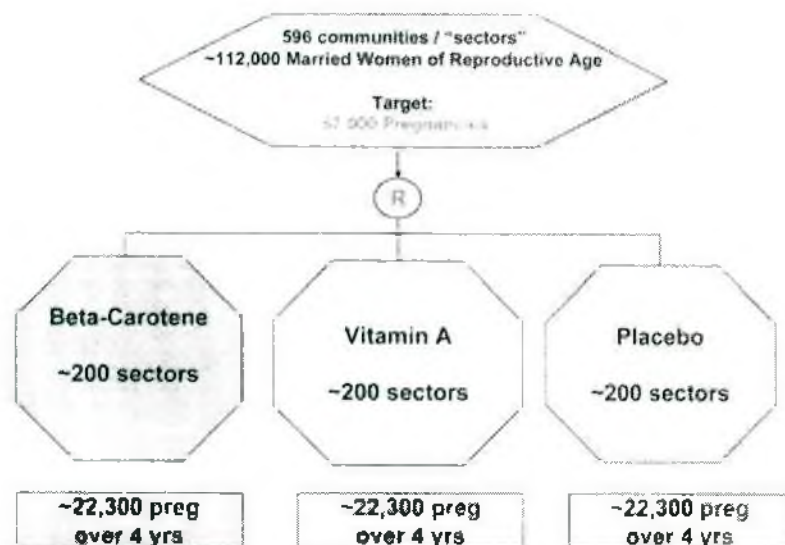 596 communities / "sectors"
~112,000 Married Women of Reproductive Age
Target:
Pregnancies
R
Beta-Carotene
~200 sectors
Vitamin A
~200 sectors
Placebo
~200 sectors
~22,300 preg
over 4 yrs
~22,300 preg
over 4 yrs
~22,300 preg
over 4 yrs